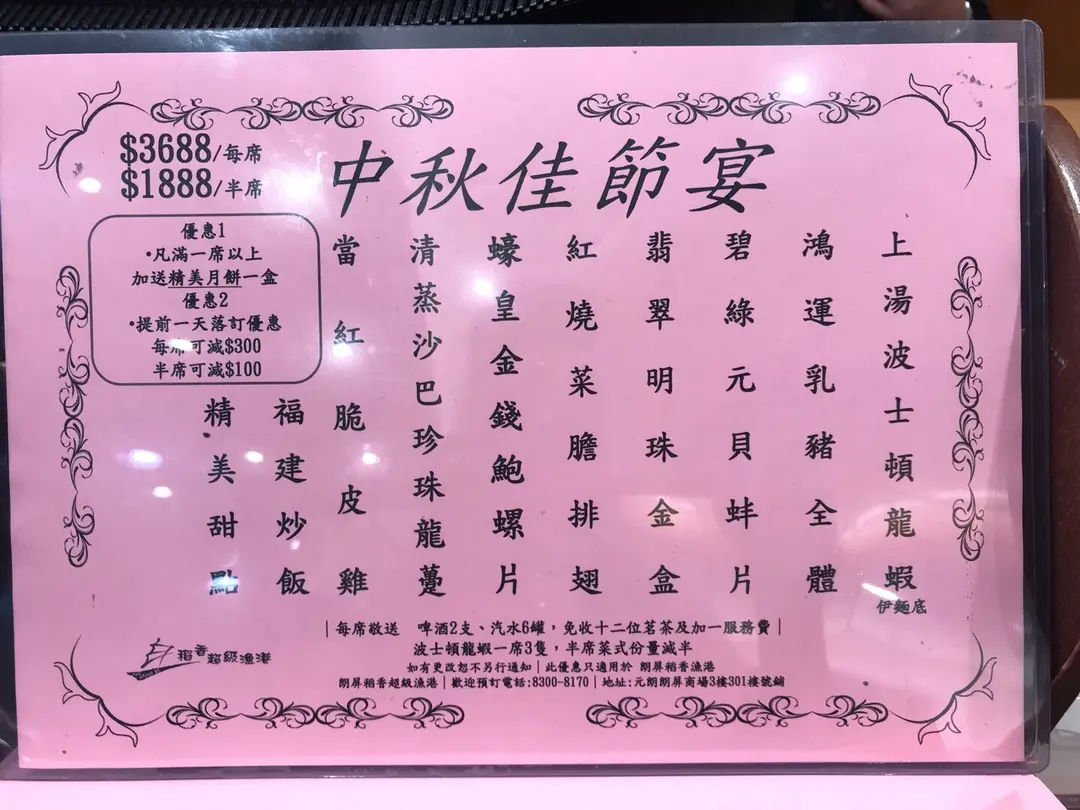 $3688/每席
$1888/半席
中秋佳節宴
優惠1
•凡滿一席以上
加送精美月餅一盒
優惠2
•提前一天落訂優惠
每席可減$300
半席可減$100
上湯波士頓龍蝦
伊麵底
鴻運乳豬全體
碧綠元貝蚌片
翡翠明珠金盒
紅燒菜膽排翅
蠔皇金錢鮑螺片
清蒸沙巴珍珠龍躉
當紅脆皮雞
福建炒飯
精美甜點
|每席敬送 啤酒2支、汽水6罐，免收十二位茗茶及加一服務費|
波士頓龍蝦一席3隻，半席菜式份量減半
如有更改恕不另行通知|此優惠只適用於 朗屏稻香漁港
朗屏稻香超級漁港|歡迎預訂電話:8300-8170|地址:元朗朗屏商場3樓301樓號鋪
稻香超級漁港